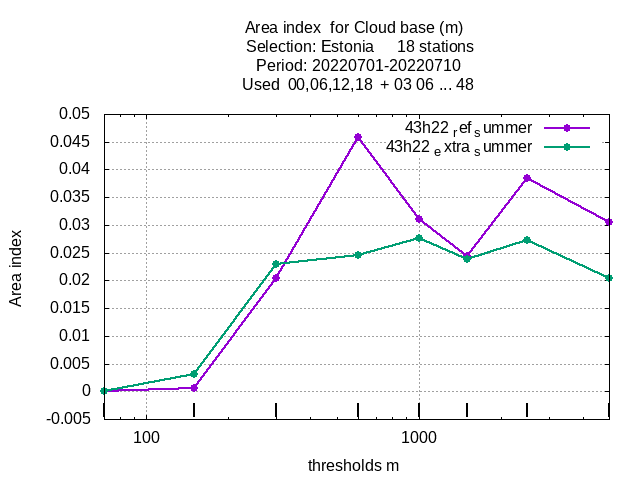 Area index  for Cloud base (m)
Selection: Estonia     18 stations
Period: 20220701-20220710
Used  00,06,12,18  + 03 06 ... 48
43h22 ref summer
43h22 extra summer
0.05
0.045
0.04
0.035
0.03
0.025
0.02
0.015
0.01
0.005
0
-0.005
Area index
100
1000
thresholds m